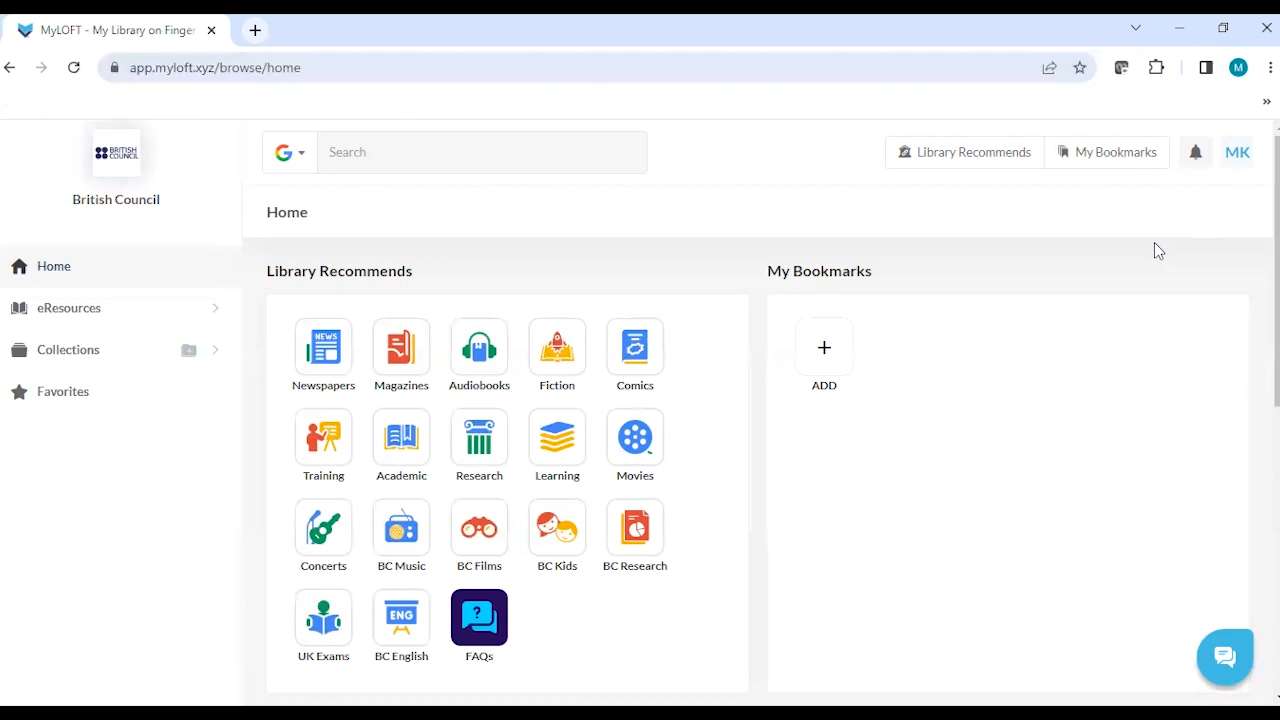 MyLOFT - My Library on Finger
app.myloft.xyz/browse/home
M
BRITISH
COUNCIL
British Council
Search
Library Recommends
My Bookmarks
MK
Home
Home
eResources
Collections
Favorites
Library Recommends
My Bookmarks
NEWS
Newspapers
Magazines
Audiobooks
Fiction
Comics
ADD
Training
Academic
Research
Learning
Movies
Concerts
BC Music
BC Films
BC Kids
BC Research
ENG
UK Exams
BC English
FAQs